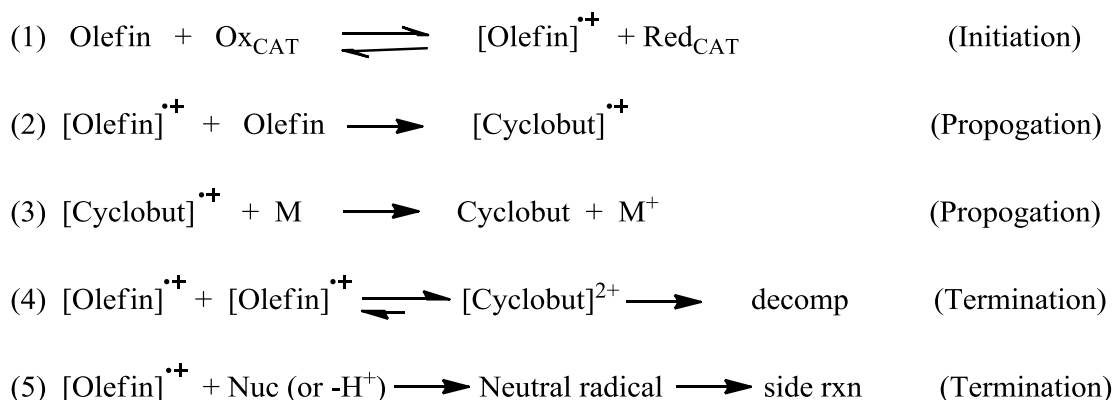 (1) Olefin + Ox_CAT ⇌ [Olefin]^•+ + Red_CAT (Initiation)
(2) [Olefin]^•+ + Olefin → [Cyclobut]^•+ (Propogation)
(3) [Cyclobut]^•+ + M → Cyclobut + M^+ (Propogation)
(4) [Olefin]^•+ + [Olefin]^•+ ⇌ [Cyclobut]^2+ → decomp (Termination)
(5) [Olefin]^•+ + Nuc (or -H^+) → Neutral radical → side rxn (Termination)